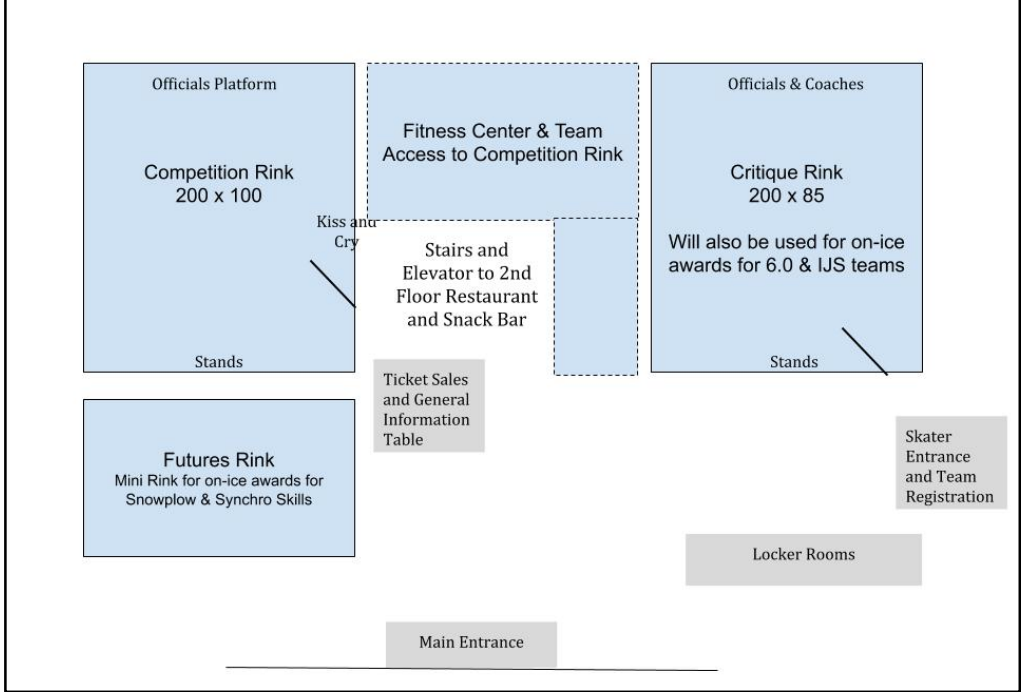 Officials Platform
Competition Rink
200 x 100
Kiss and
Cry
Stands
Fitness Center & Team
Access to Competition Rink
Stairs and
Elevator to 2nd
Floor Restaurant
and Snack Bar
Officials & Coaches
Critique Rink
200 x 85
Will also be used for on-ice
awards for 6.0 & IJS teams
Stands
Ticket Sales
and General
Information
Table
Futures Rink
Mini Rink for on-ice awards for
Snowplow & Synchro Skills
Skater
Entrance
and Team
Registration
Locker Rooms
Main Entrance